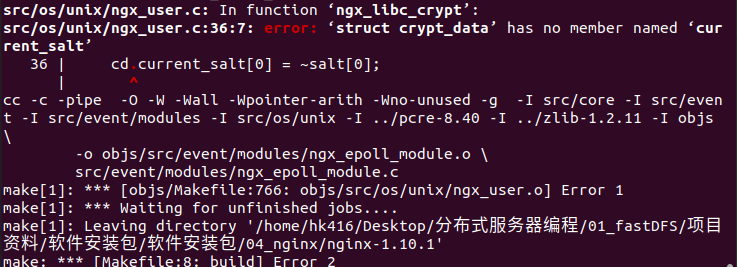 src/os/unix/ngx_user.c: In function ‘ngx_libc_crypt’:
src/os/unix/ngx_user.c:36:7: error: ‘struct crypt_data’ has no member named ‘cur
rent_salt’
   36 |     cd.current_salt[0] = ~salt[0];
      |       ^
cc -c -pipe  -O -W -Wall -Wpointer-arith -Wno-unused -g  -I src/core -I src/even
t -I src/event/modules -I src/os/unix -I ../pcre-8.40 -I ../zlib-1.2.11 -I objs
\
        -o objs/src/event/modules/ngx_epoll_module.o \
        src/event/modules/ngx_epoll_module.c
make[1]: *** [objs/Makefile:766: objs/src/os/unix/ngx_user.o] Error 1
make[1]: *** Waiting for unfinished jobs....
make[1]: Leaving directory '/home/hk416/Desktop/分布式服务器编程/01_fastDFS/项目
资料/软件安装包/软件安装包/04_nginx/nginx-1.10.1'
make: *** [Makefile:8: build] Error 2